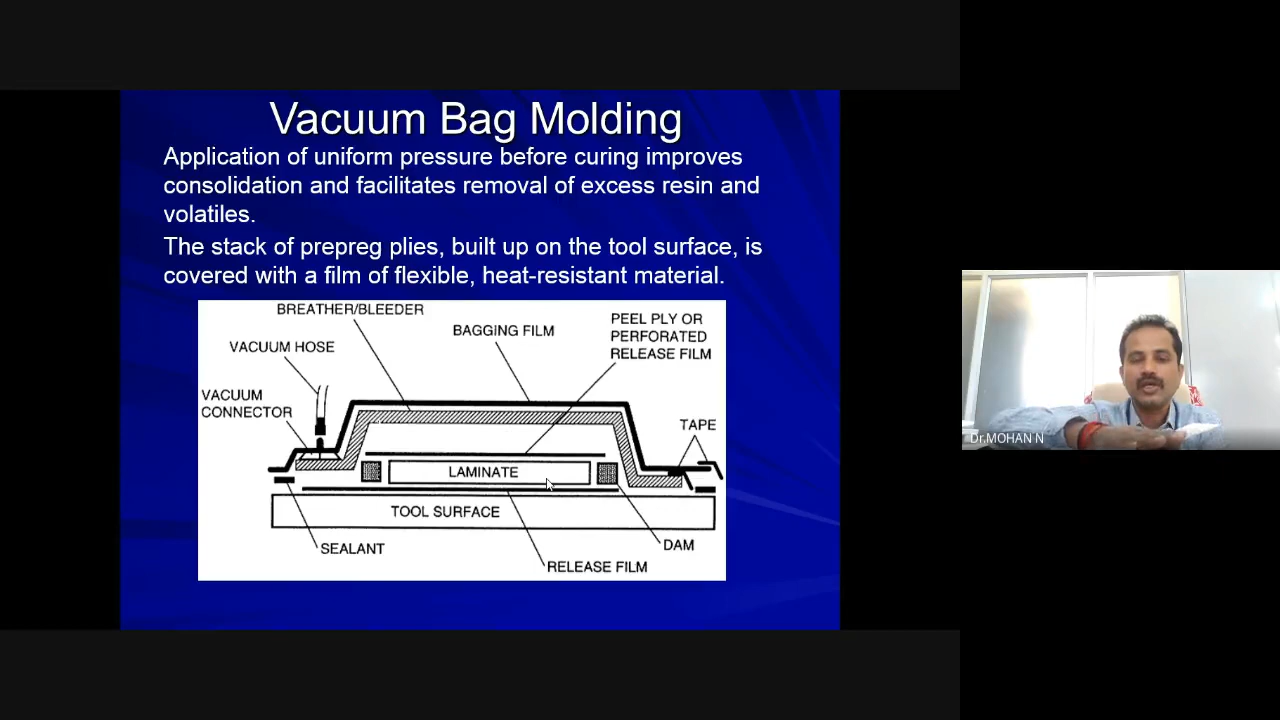 Vacuum Bag Molding
Application of uniform pressure before curing improves
consolidation and facilitates removal of excess resin and
volatiles.
The stack of prepreg plies, built up on the tool surface, is
covered with a film of flexible, heat-resistant material.
BREATHER/BLEEDER
BAGGING FILM
PEEL PLY OR
PERFORATED
RELEASE FILM
VACUUM HOSE
VACUUM
CONNECTOR
TAPE
LAMINATE
TOOL SURFACE
SEALANT
DAM
RELEASE FILM
Dr.MOHAN N